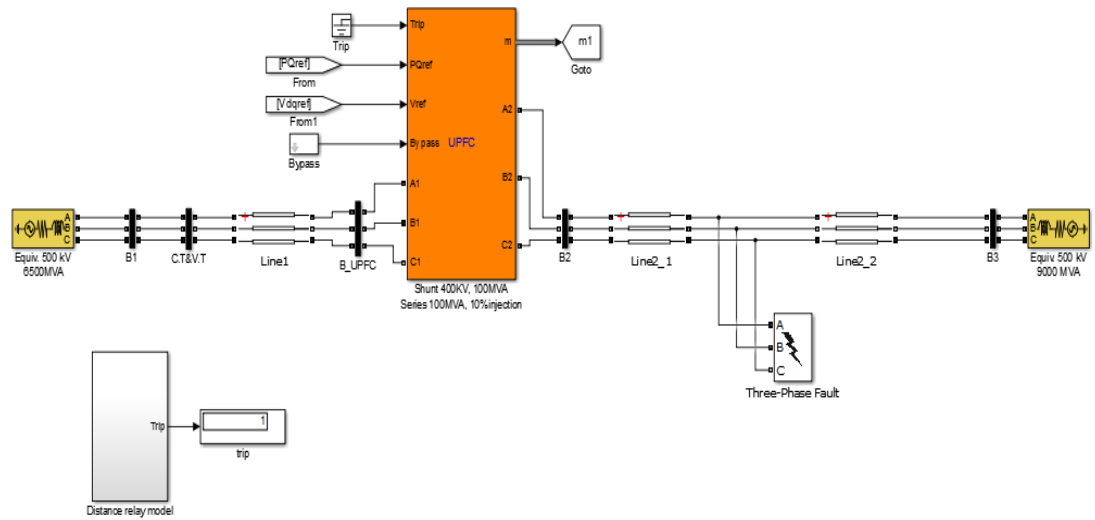 Trip
Trip
m
m1
Goto
[PQref]
PQref
From
[Vdqref]
Vref
From1
A2
By pass
UPFC
Bypass
B2
A1
B1
C2
C1
A
B
C
Equiv. 500 kV
6500MVA
B1
C.T&V.T
Line1
B_UPFC
Shunt 400KV, 100MVA
Series 100MVA, 10%injection
B2
Line2_1
Line2_2
B3
A
B
C
Equiv. 500 kV
9000 MVA
A
B
C
Three-Phase Fault
Trip
1
trip
Distance relay model